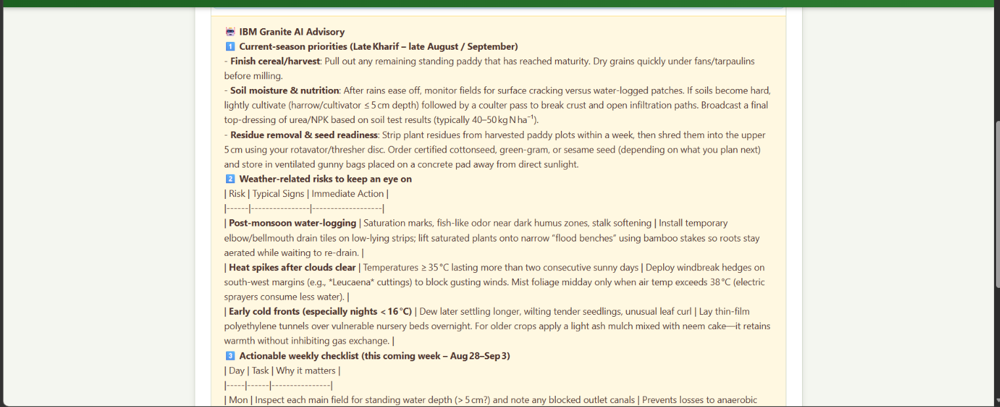 🤖 IBM Granite AI Advisory
1️⃣ Current-season priorities (Late Kharif – late August / September)
- Finish cereal/harvest: Pull out any remaining standing paddy that has reached maturity. Dry grains quickly under fans/tarpaulins
before milling.
- Soil moisture & nutrition: After rains ease off, monitor fields for surface cracking versus water-logged patches. If soils become hard,
lightly cultivate (harrow/cultivator ≤ 5 cm depth) followed by a coulter pass to break crust and open infiltration paths. Broadcast a final
top-dressing of urea/NPK based on soil test results (typically 40–50 kg N ha⁻¹).
- Residue removal & seed readiness: Strip plant residues from harvested paddy plots within a week, then shred them into the upper
5 cm using your rotavator/thresher disc. Order certified cottonseed, green-gram, or sesame seed (depending on what you plan next)
and store in ventilated gunny bags placed on a concrete pad away from direct sunlight.
2️⃣ Weather-related risks to keep an eye on
| Risk | Typical Signs | Immediate Action |
|------|----------------|------------------|
| Post-monsoon water-logging | Saturation marks, fish-like odor near dark humus zones, stalk softening | Install temporary
elbow/bellmouth drain tiles on low-lying strips; lift saturated plants onto narrow “flood benches” using bamboo stakes so roots stay
aerated while waiting to re-drain. |
| Heat spikes after clouds clear | Temperatures ≥ 35 °C lasting more than two consecutive sunny days | Deploy windbreak hedges on
south-west margins (e.g., *Leucaena* cuttings) to block gusting winds. Mist foliage midday only when air temp exceeds 38 °C (electric
sprayers consume less water). |
| Early cold fronts (especially nights < 16 °C) | Dew later settling longer, wilting tender seedlings, unusual leaf curl | Lay thin-film
polyethylene tunnels over vulnerable nursery beds overnight. For older crops apply a light ash mulch mixed with neem cake—it retains
warmth without inhibiting gas exchange. |
3️⃣ Actionable weekly checklist (this coming week – Aug 28–Sep 3)
| Day | Task | Why it matters |
|-----|------|----------------|
| Mon | Inspect each main field for standing water depth (> 5 cm?) and note any blocked outlet canals | Prevents losses to anaerobic